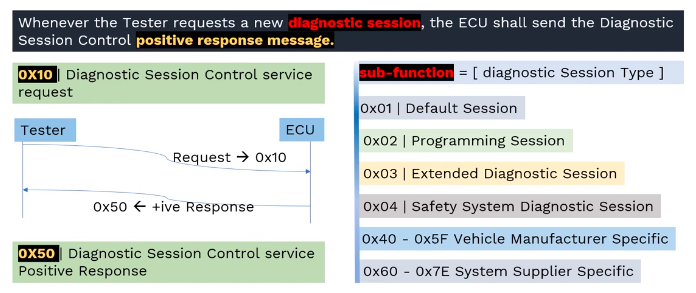 Whenever the Tester requests a new diagnostic session, the ECU shall send the Diagnostic
Session Control positive response message.
0X10| Diagnostic Session Control service
request
Tester
ECU
Request → 0x10
0x50 ← +ive Response
0X50| Diagnostic Session Control service
Positive Response
sub-function = [ diagnostic Session Type ]
0x01 | Default Session
0x02 | Programming Session
0x03 | Extended Diagnostic Session
0x04 | Safety System Diagnostic Session
0x40 - 0x5F Vehicle Manufacturer Specific
0x60 - 0x7E System Supplier Specific